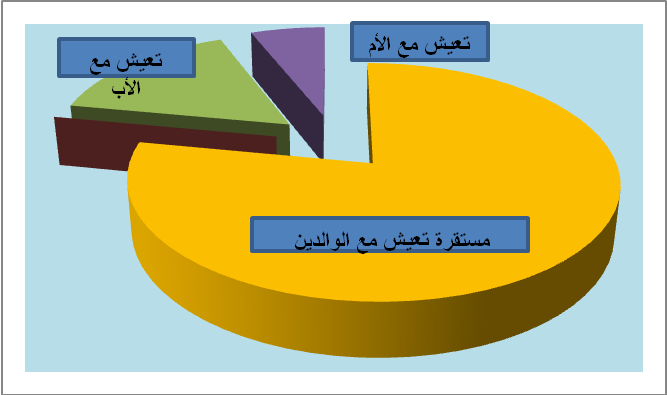 تعيش مع الأم
تعيش مع
الأب
مستقرة تعيش مع الوالدين